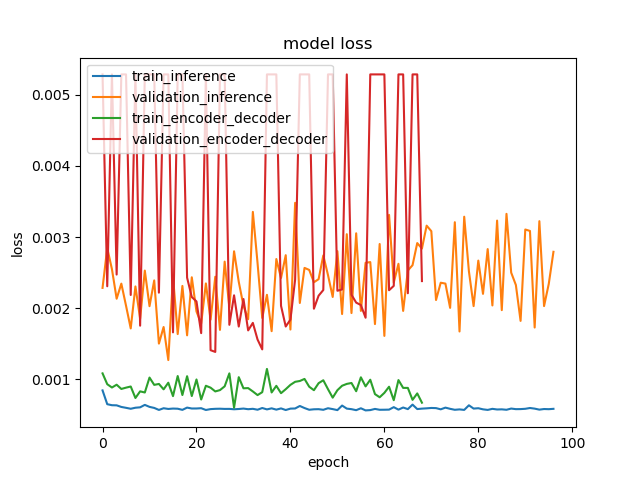 model loss
train_inference
validation_inference
train_encoder_decoder
validation_encoder_decoder
loss
0.005
0.004
0.003
0.002
0.001
0 20 40 60 80 100
epoch